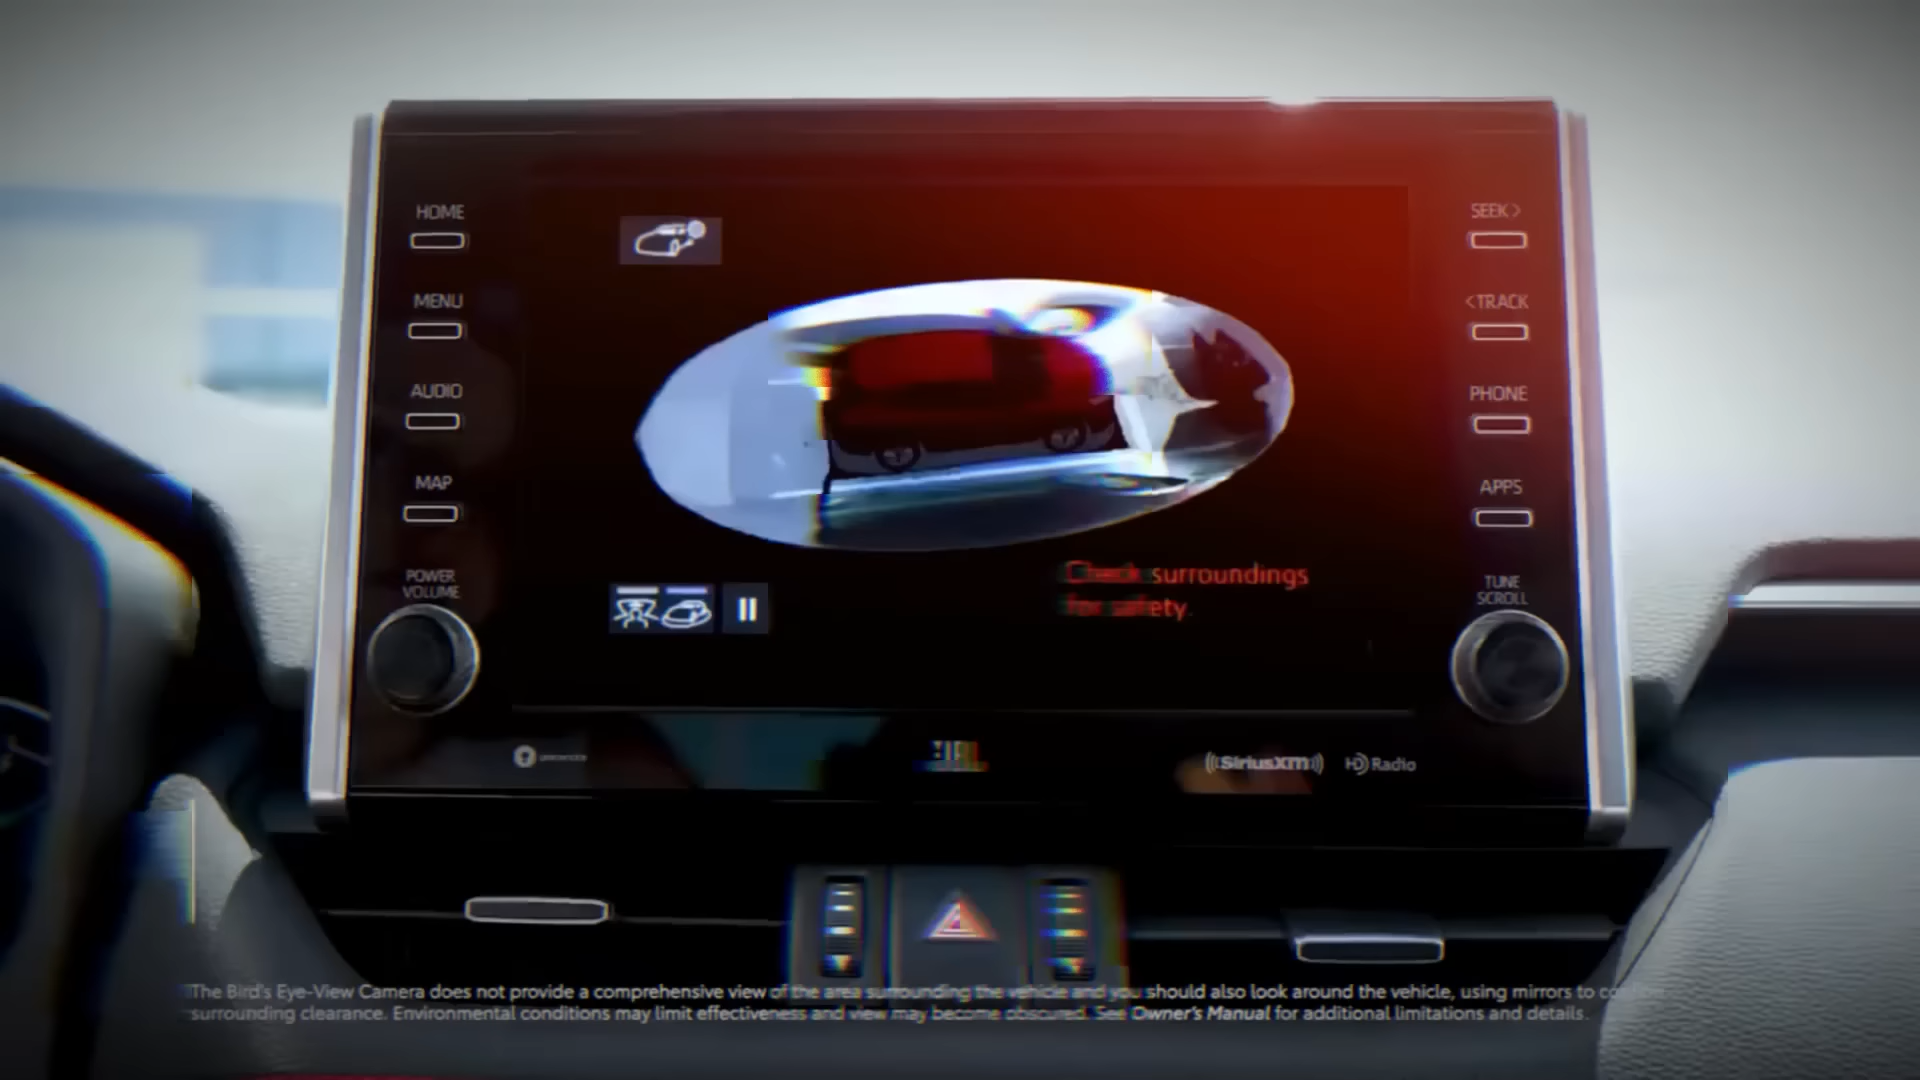 HOME
MENU
AUDIO
MAP
POWER
VOLUME
SEEK>
<TRACK
PHONE
APPS
TUNE
SCROLL
Check surroundings
for safety.
JBL
((SiriusXM))
HD Radio
The Bird's Eye-View Camera does not provide a comprehensive view of the area surrounding the vehicle and you should also look around the vehicle, using mirrors to
surrounding clearance. Environmental conditions may limit effectiveness and view may become obscured. See Owner's Manual for additional limitations and details.